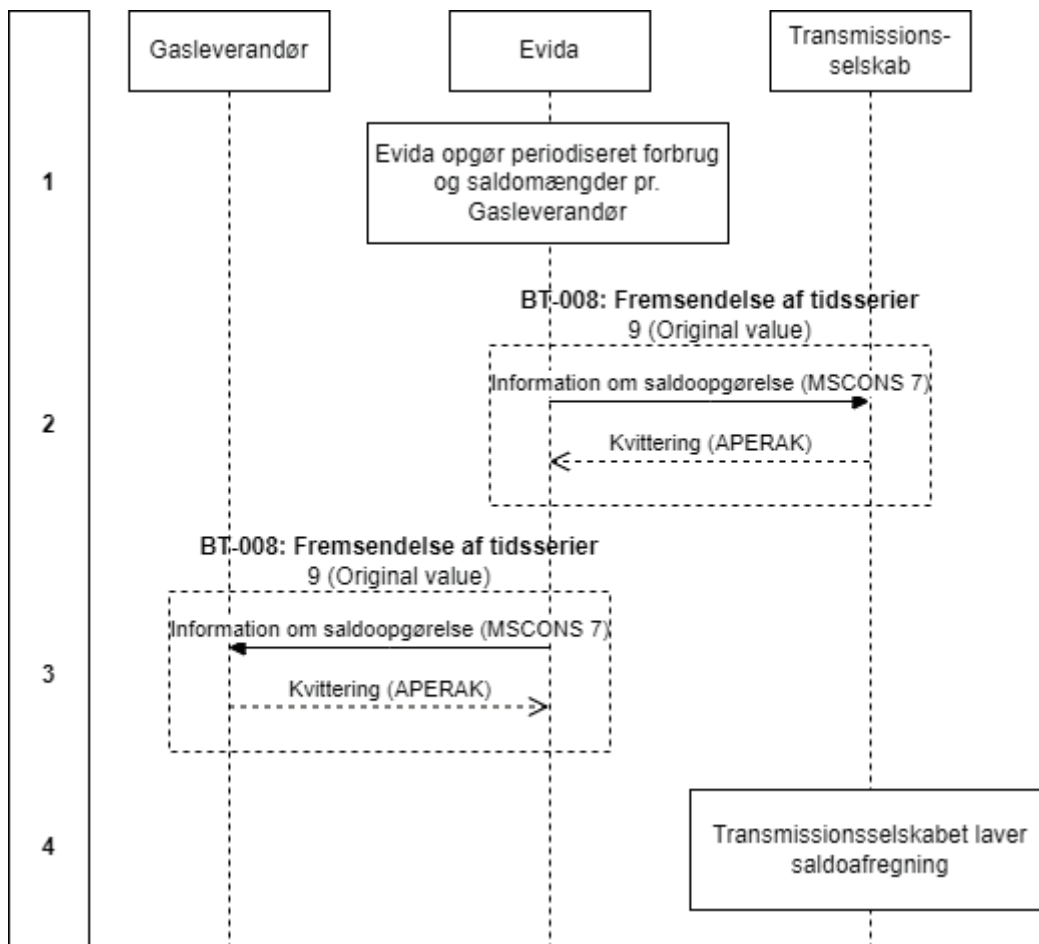 Gasleverandør
Evida
Transmissions-
selskab
1
Evida opgør periodiseret forbrug
og saldomængder pr.
Gasleverandør
BT-008: Fremsendelse af tidsserier
9 (Original value)
2
Information om saldoopgørelse (MSCONS 7)
Kvittering (APERAK)
BT-008: Fremsendelse af tidsserier
9 (Original value)
3
Information om saldoopgørelse (MSCONS 7)
Kvittering (APERAK)
4
Transmissionsselskabet laver
saldoafregning